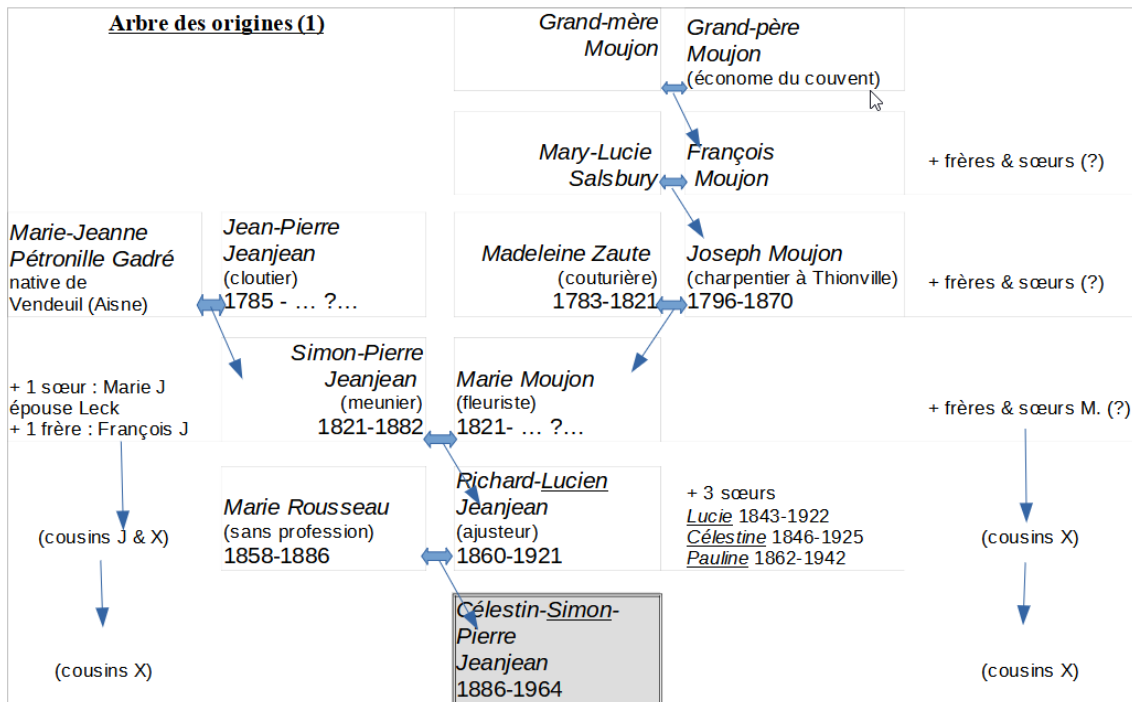 Arbre des origines (1)
Grand-mère
Moujon
Grand-père
Moujon
(économe du couvent)
Mary-Lucie
Salsbury
François
Moujon
+ frères & sœurs (?)
Marie-Jeanne
Pétronille Gadré
native de
Vendeuil (Aisne)
Jean-Pierre
Jeanjean
(cloutier)
1785 - ... ?...
Madeleine Zaute
(couturière)
1783-1821
Joseph Moujon
(charpentier à Thionville)
1796-1870
+ frères & sœurs (?)
+ 1 sœur : Marie J
épouse Leck
+ 1 frère : François J
Simon-Pierre
Jeanjean
(meunier)
1821-1882
Marie Moujon
(fleuriste)
1821- ... ?...
+ frères & sœurs M. (?)
(cousins J & X)
Marie Rousseau
(sans profession)
1858-1886
Richard-Lucien
Jeanjean
(ajusteur)
1860-1921
+ 3 sœurs
Lucie 1843-1922
Célestine 1846-1925
Pauline 1862-1942
(cousins X)
(cousins X)
Célestin-Simon-
Pierre
Jeanjean
1886-1964
(cousins X)